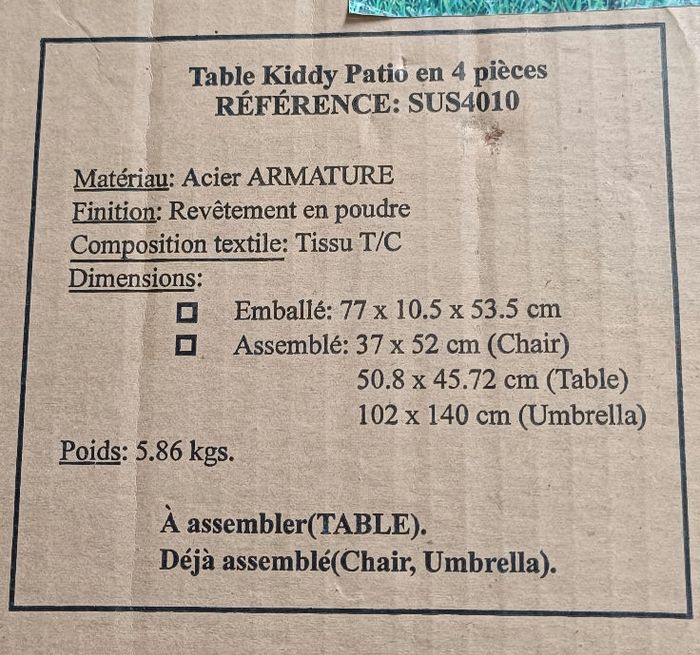 Table Kiddy Patio en 4 pièces
RÉFÉRENCE: SUS4010
Matériau: Acier ARMATURE
Finition: Revêtement en poudre
Composition textile: Tissu T/C
Dimensions:
Emballé: 77 x 10.5 x 53.5 cm
Assemblé: 37 x 52 cm (Chair)
50.8 x 45.72 cm (Table)
102 x 140 cm (Umbrella)
Poids: 5.86 kgs.
À assembler(TABLE).
Déjà assemblé(Chair, Umbrella).